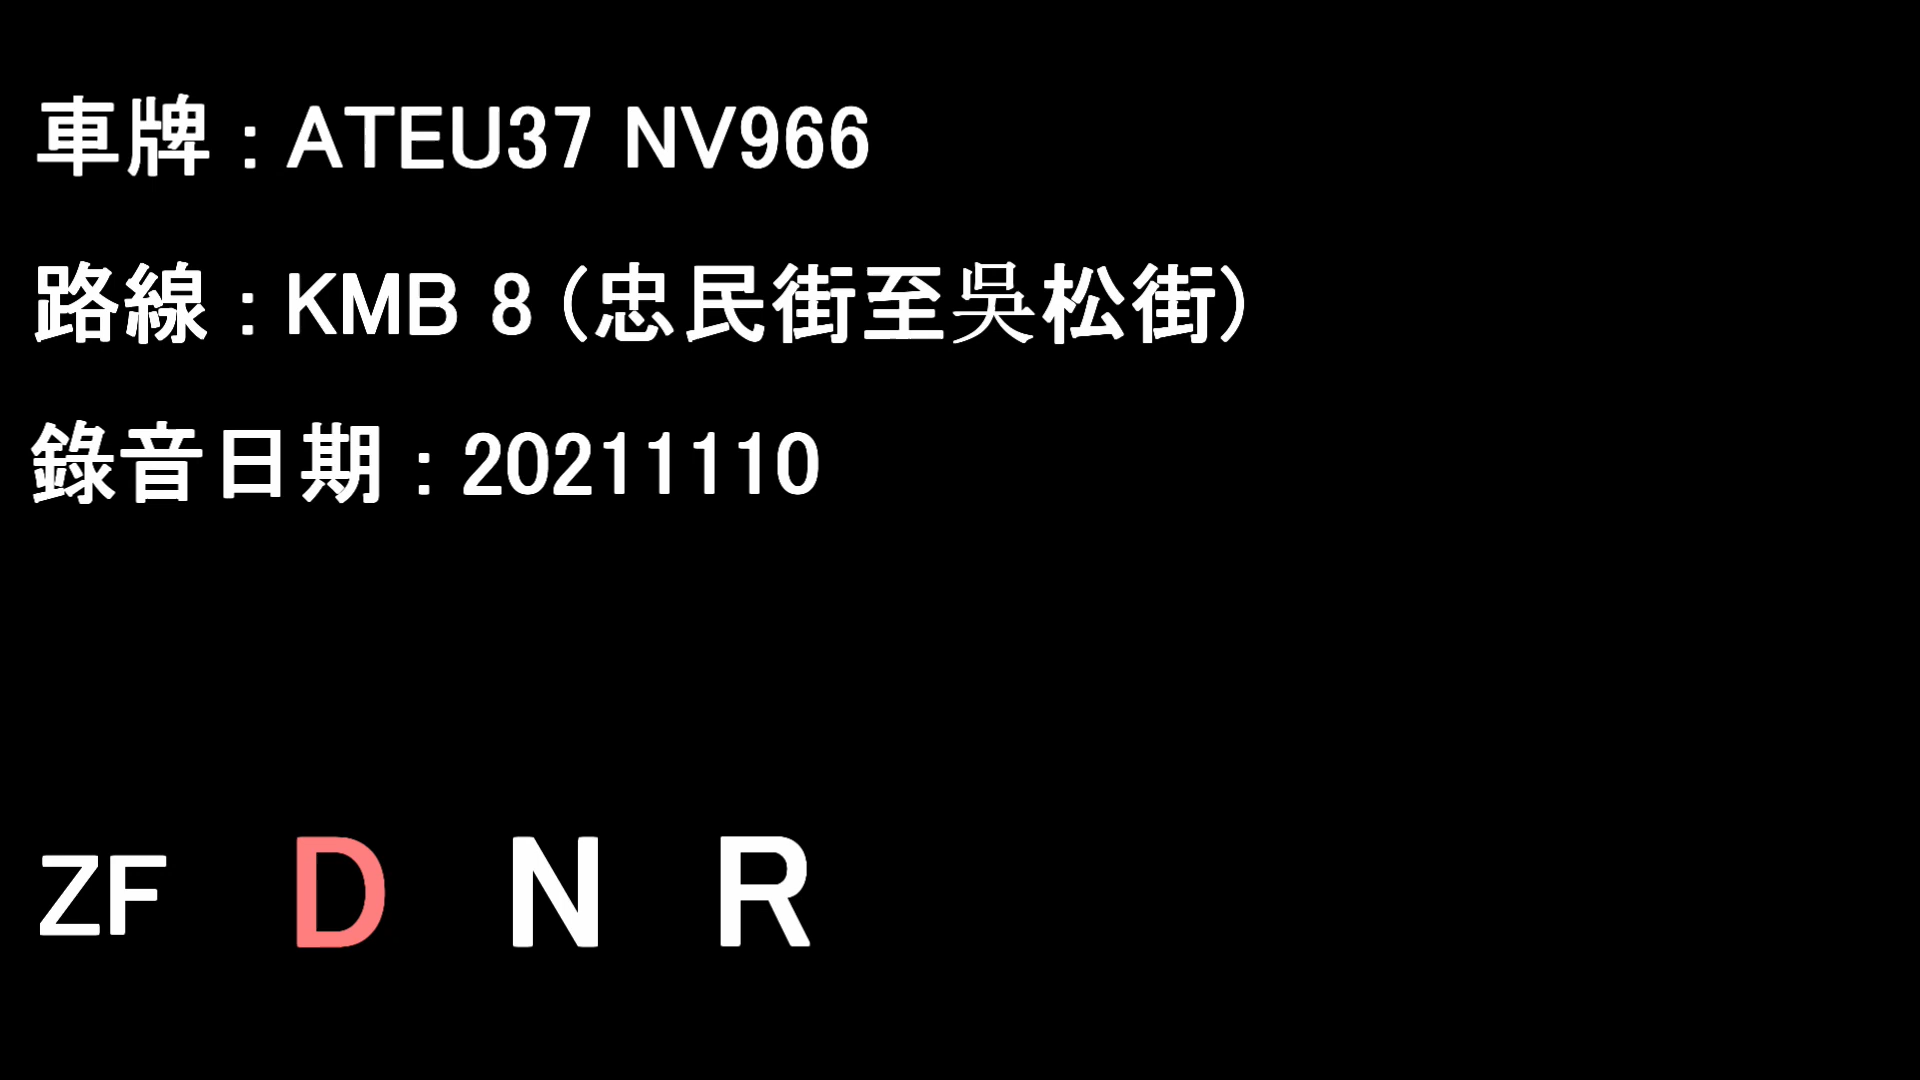 車牌 : ATEU37 NV966
路線 : KMB 8 (忠民街至吳松街)
錄音日期 : 20211110
ZF D N R